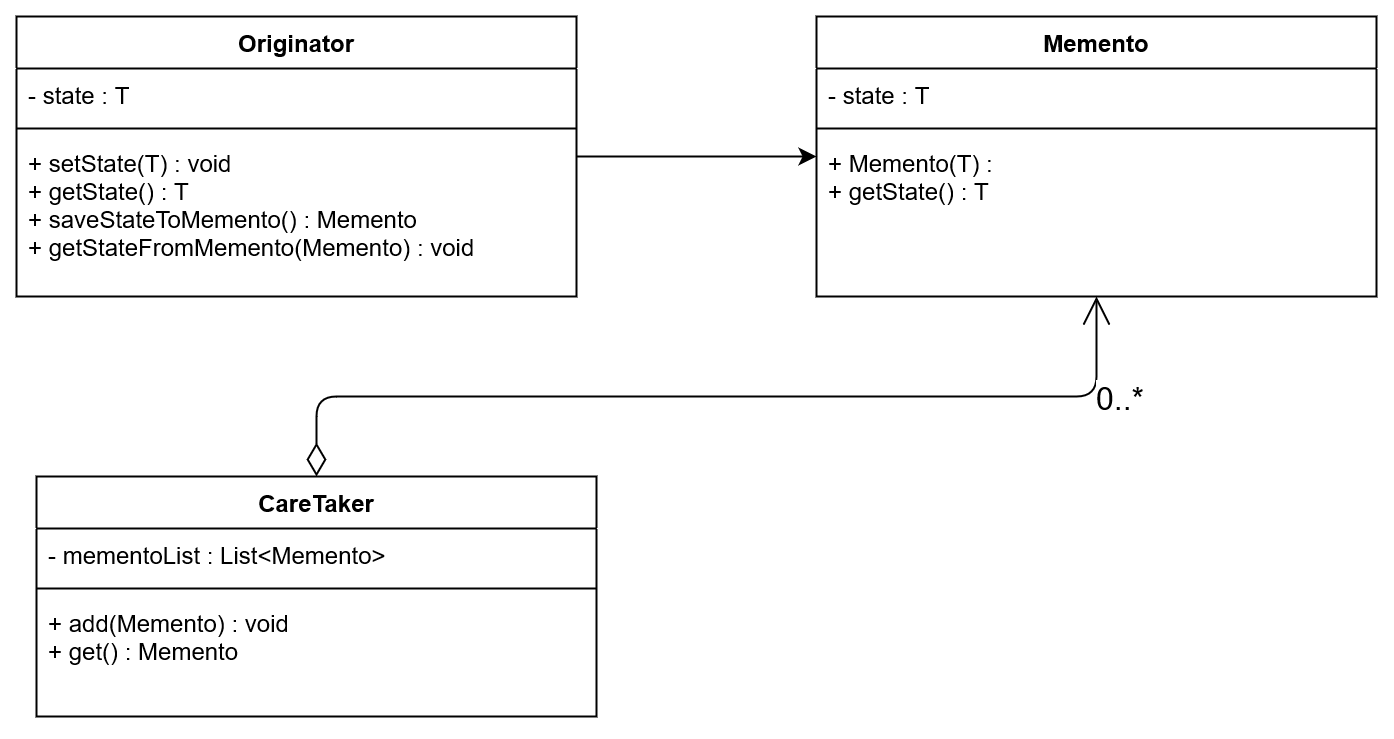 Originator
- state : T
+ setState(T) : void
+ getState() : T
+ saveStateToMemento() : Memento
+ getStateFromMemento(Memento) : void
Memento
- state : T
+ Memento(T) :
+ getState() : T
0..*
CareTaker
- mementoList : List<Memento>
+ add(Memento) : void
+ get() : Memento